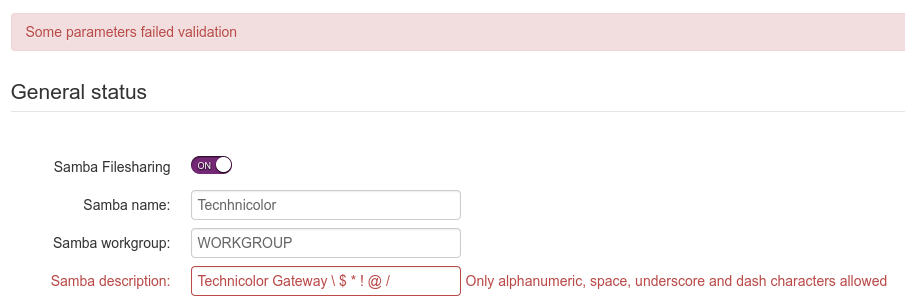 Some parameters failed validation
General status
Samba Filesharing ON
Samba name: Tecnhnicolor
Samba workgroup: WORKGROUP
Samba description: Technicolor Gateway \ $ * ! @ / Only alphanumeric, space, underscore and dash characters allowed